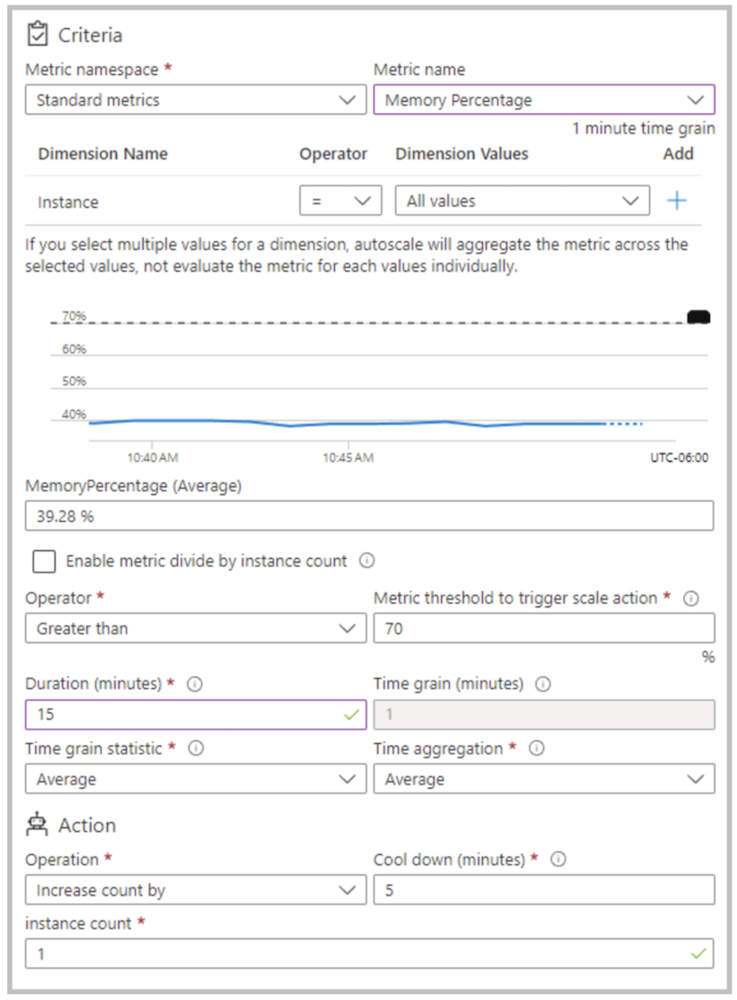 Criteria
Metric namespace * Metric name
Standard metrics Memory Percentage
1 minute time grain
Dimension Name Operator Dimension Values Add
Instance = All values +
If you select multiple values for a dimension, autoscale will aggregate the metric across the
selected values, not evaluate the metric for each values individually.
70%
60%
50%
40%
10:40 AM 10:45 AM UTC-06:00
MemoryPercentage (Average)
39.28 %
Enable metric divide by instance count
Operator * Metric threshold to trigger scale action *
Greater than 70
%
Duration (minutes) * Time grain (minutes)
15 1
Time grain statistic * Time aggregation *
Average Average
Action
Operation * Cool down (minutes) *
Increase count by 5
instance count *
1